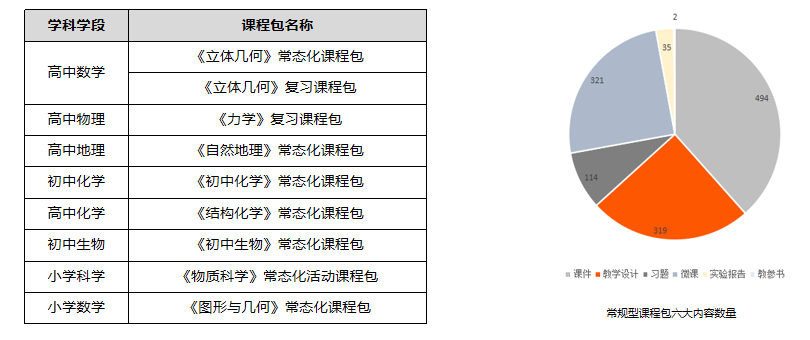 学科学段 课程包名称
高中数学 《立体几何》常态化课程包
《立体几何》复习课程包
高中物理 《力学》复习课程包
高中地理 《自然地理》常态化课程包
初中化学 《初中化学》常态化课程包
高中化学 《结构化学》常态化课程包
初中生物 《初中生物》常态化课程包
小学科学 《物质科学》常态化活动课程包
小学数学 《图形与几何》常态化课程包
2
35
321
494
114
319
课件 教学设计 习题 微课 实验报告 教参书
常规型课程包六大内容数量